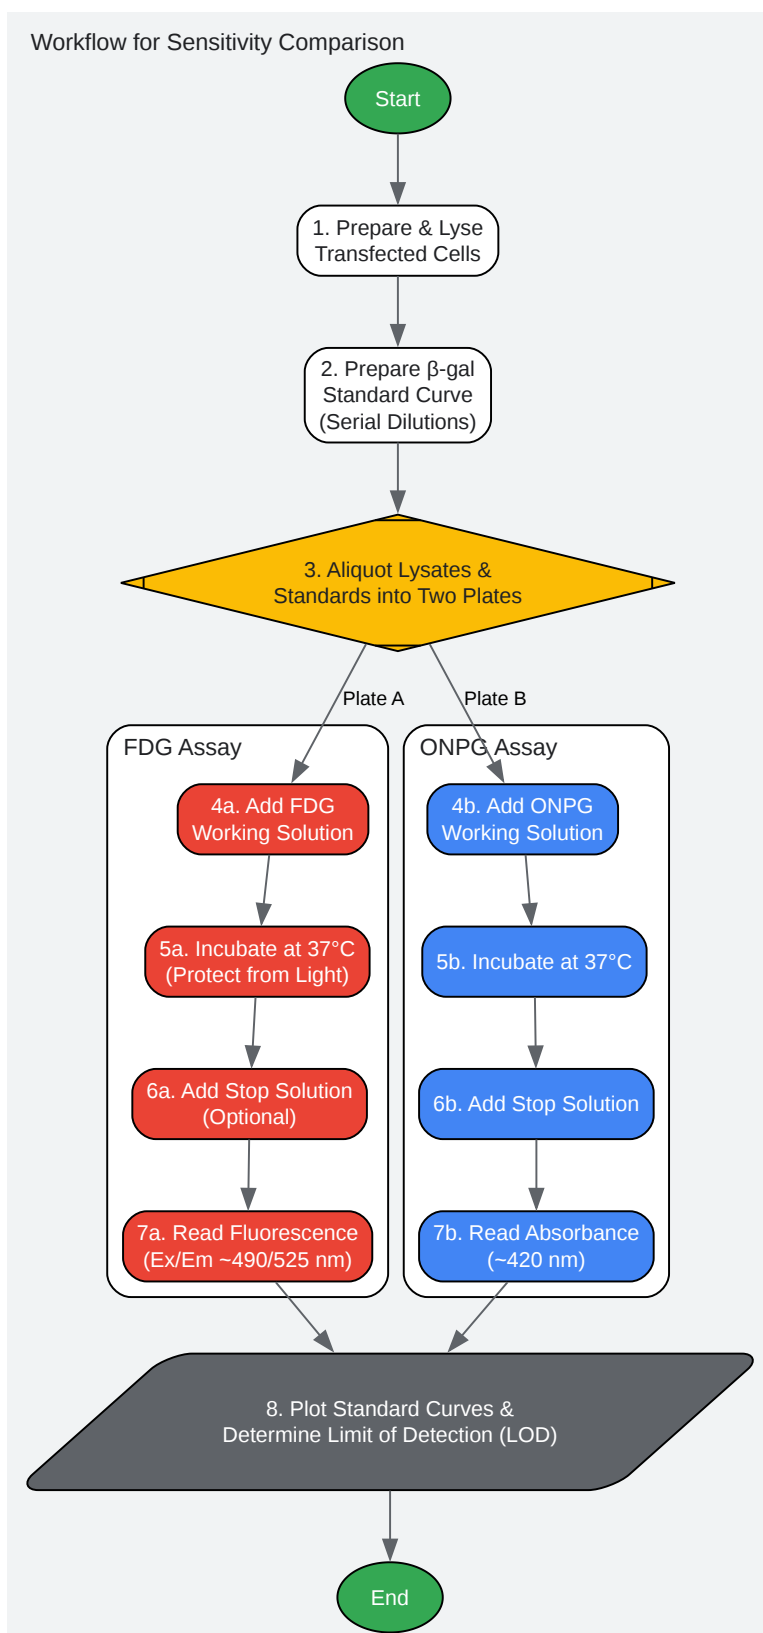 Workflow for Sensitivity Comparison
Start
1. Prepare & Lyse
Transfected Cells
2. Prepare β-gal
Standard Curve
(Serial Dilutions)
3. Aliquot Lysates &
Standards into Two Plates
Plate A
Plate B
FDG Assay
4a. Add FDG
Working Solution
5a. Incubate at 37°C
(Protect from Light)
6a. Add Stop Solution
(Optional)
7a. Read Fluorescence
(Ex/Em ~490/525 nm)
ONPG Assay
4b. Add ONPG
Working Solution
5b. Incubate at 37°C
6b. Add Stop Solution
7b. Read Absorbance
(~420 nm)
8. Plot Standard Curves &
Determine Limit of Detection (LOD)
End